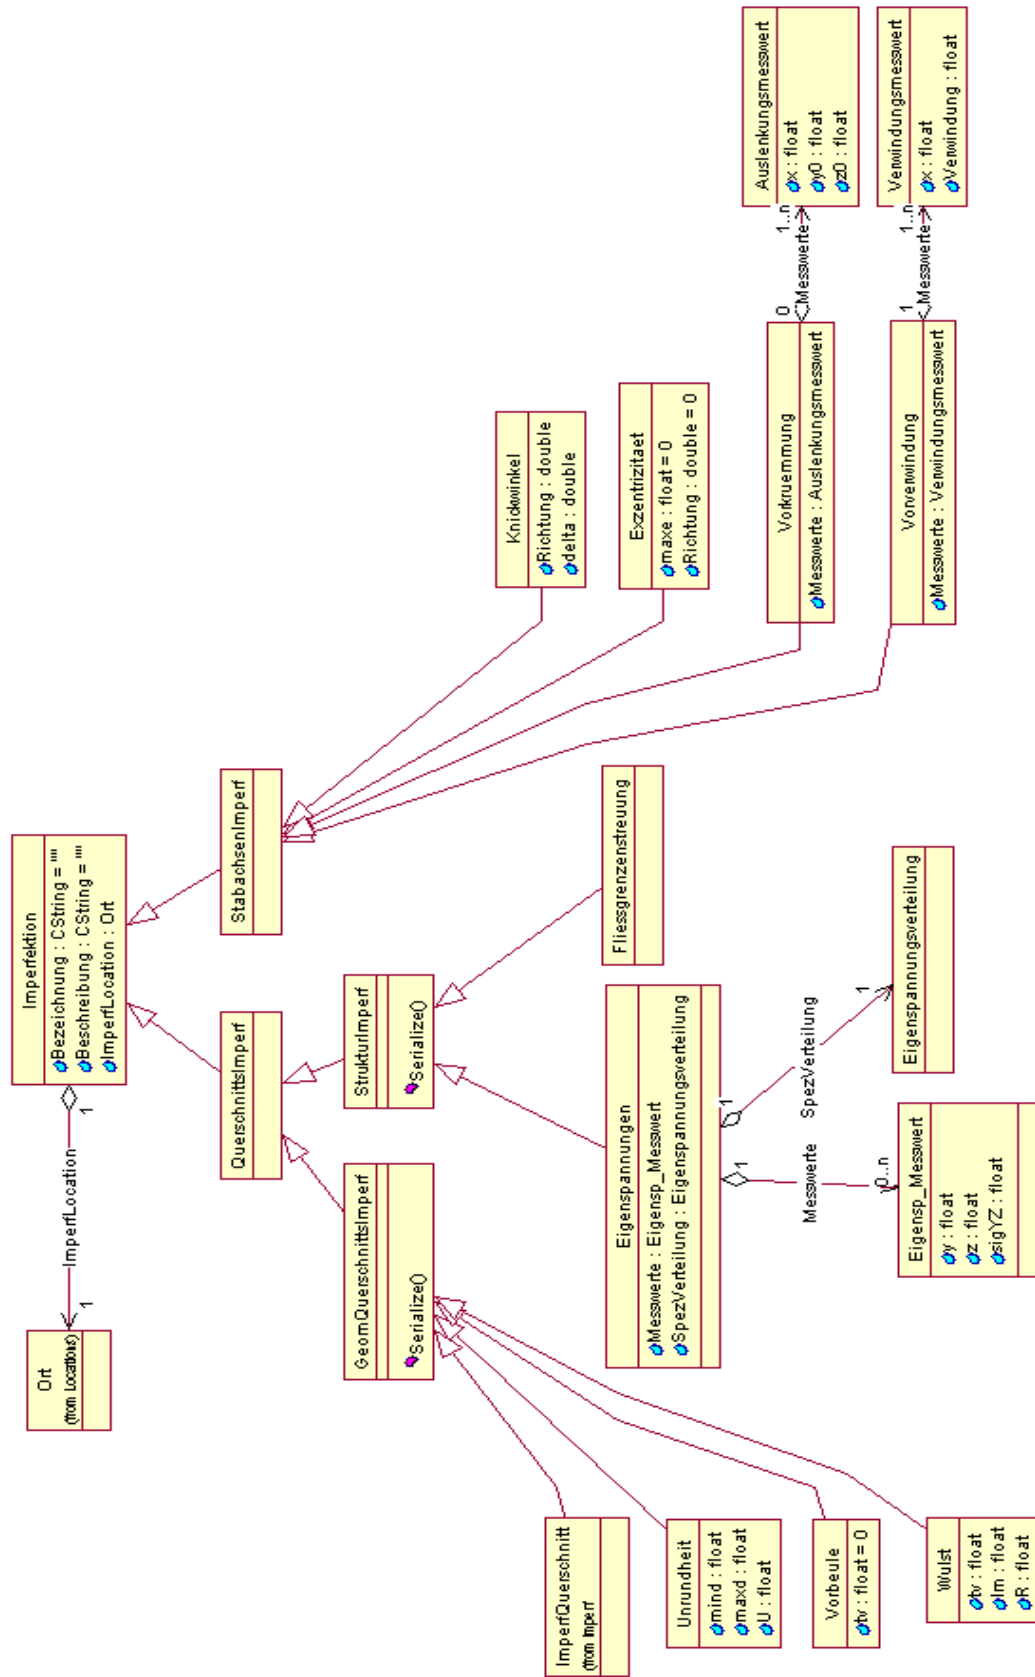 Ort
(from Locations)
1
ImperfLocation
1
Imperfektion
Bezeichnung : CString = ""
Beschreibung : CString = ""
ImperfLocation : Ort
QuerschnittsImperf
StabachsenImperf
GeomQuerschnittsImperf
Serialize()
StrukturImperf
Serialize()
Knickwinkel
Richtung : double
delta : double
ImperfQuerschnitt
(from Imperf)
Unrundheit
mind : float
maxd : float
U : float
Vorbeule
tv : float = 0
Wulst
tv : float
lm : float
R : float
Eigenspannungen
Messwerte : Eigensp_Messwert
SpezVerteilung : Eigenspannungsverteilung
Fliessgrenzenstreuung
Exzentrizitaet
maxe : float = 0
Richtung : double = 0
1
Messwerte
0..n
1
SpezVerteilung
1
Eigensp_Messwert
y : float
z : float
sigYZ : float
Eigenspannungsverteilung
Vorkruemmung
Messwerte : Auslenkungsmesswert
0
Messwerte
1..n
Auslenkungsmesswert
x : float
y0 : float
z0 : float
Vorverwindung
Messwerte : Verwindungsmesswert
1
Messwerte
1..n
Verwindungsmesswert
x : float
Verwindung : float